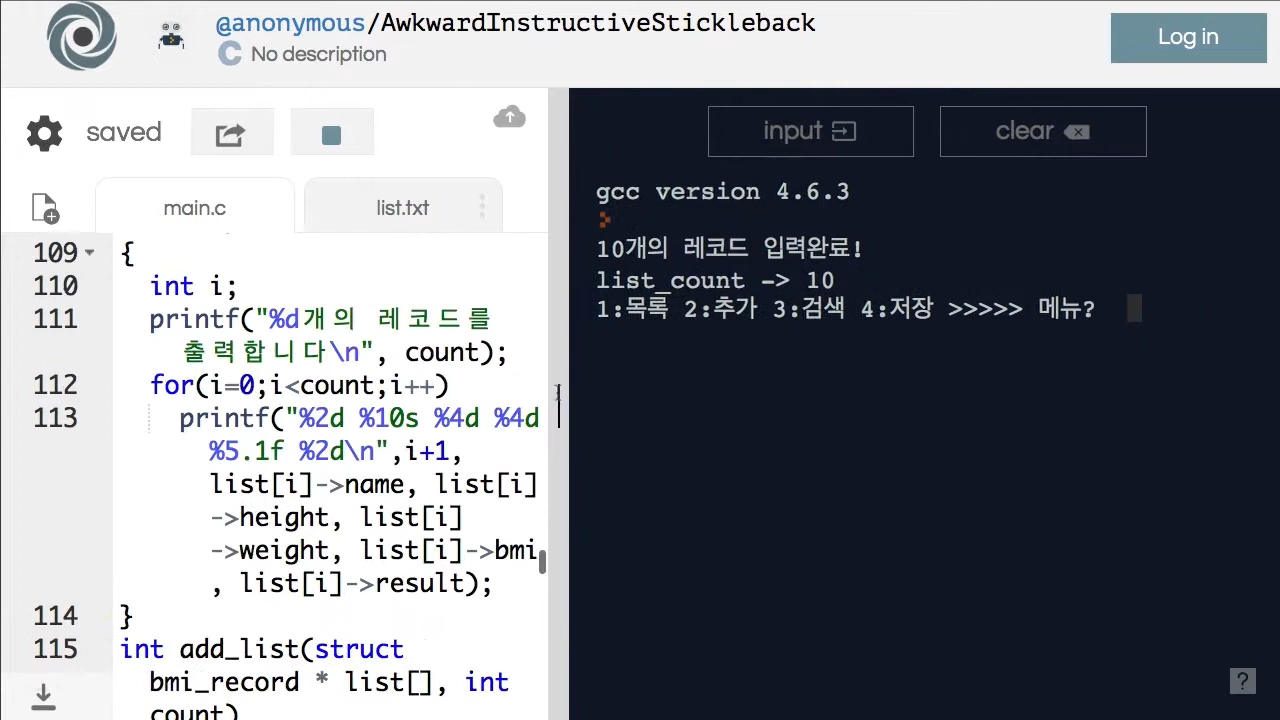 @anonymous/AwkwardInstructiveStickleback
No description
Log in
saved
input
clear
main.c
list.txt
109 {
110 int i;
111 printf("%d개의 레코드를
출력합니다\n", count);
112 for(i=0;i<count;i++)
113 printf("%2d %10s %4d %4d
%5.1f %2d\n",i+1,
list[i]->name, list[i]
->height, list[i]
->weight, list[i]->bmi
, list[i]->result);
114 }
115 int add_list(struct
bmi_record * list[], int
count)
gcc version 4.6.3
10개의 레코드 입력완료!
list_count -> 10
1:목록 2:추가 3:검색 4:저장 >>>>> 메뉴?
?